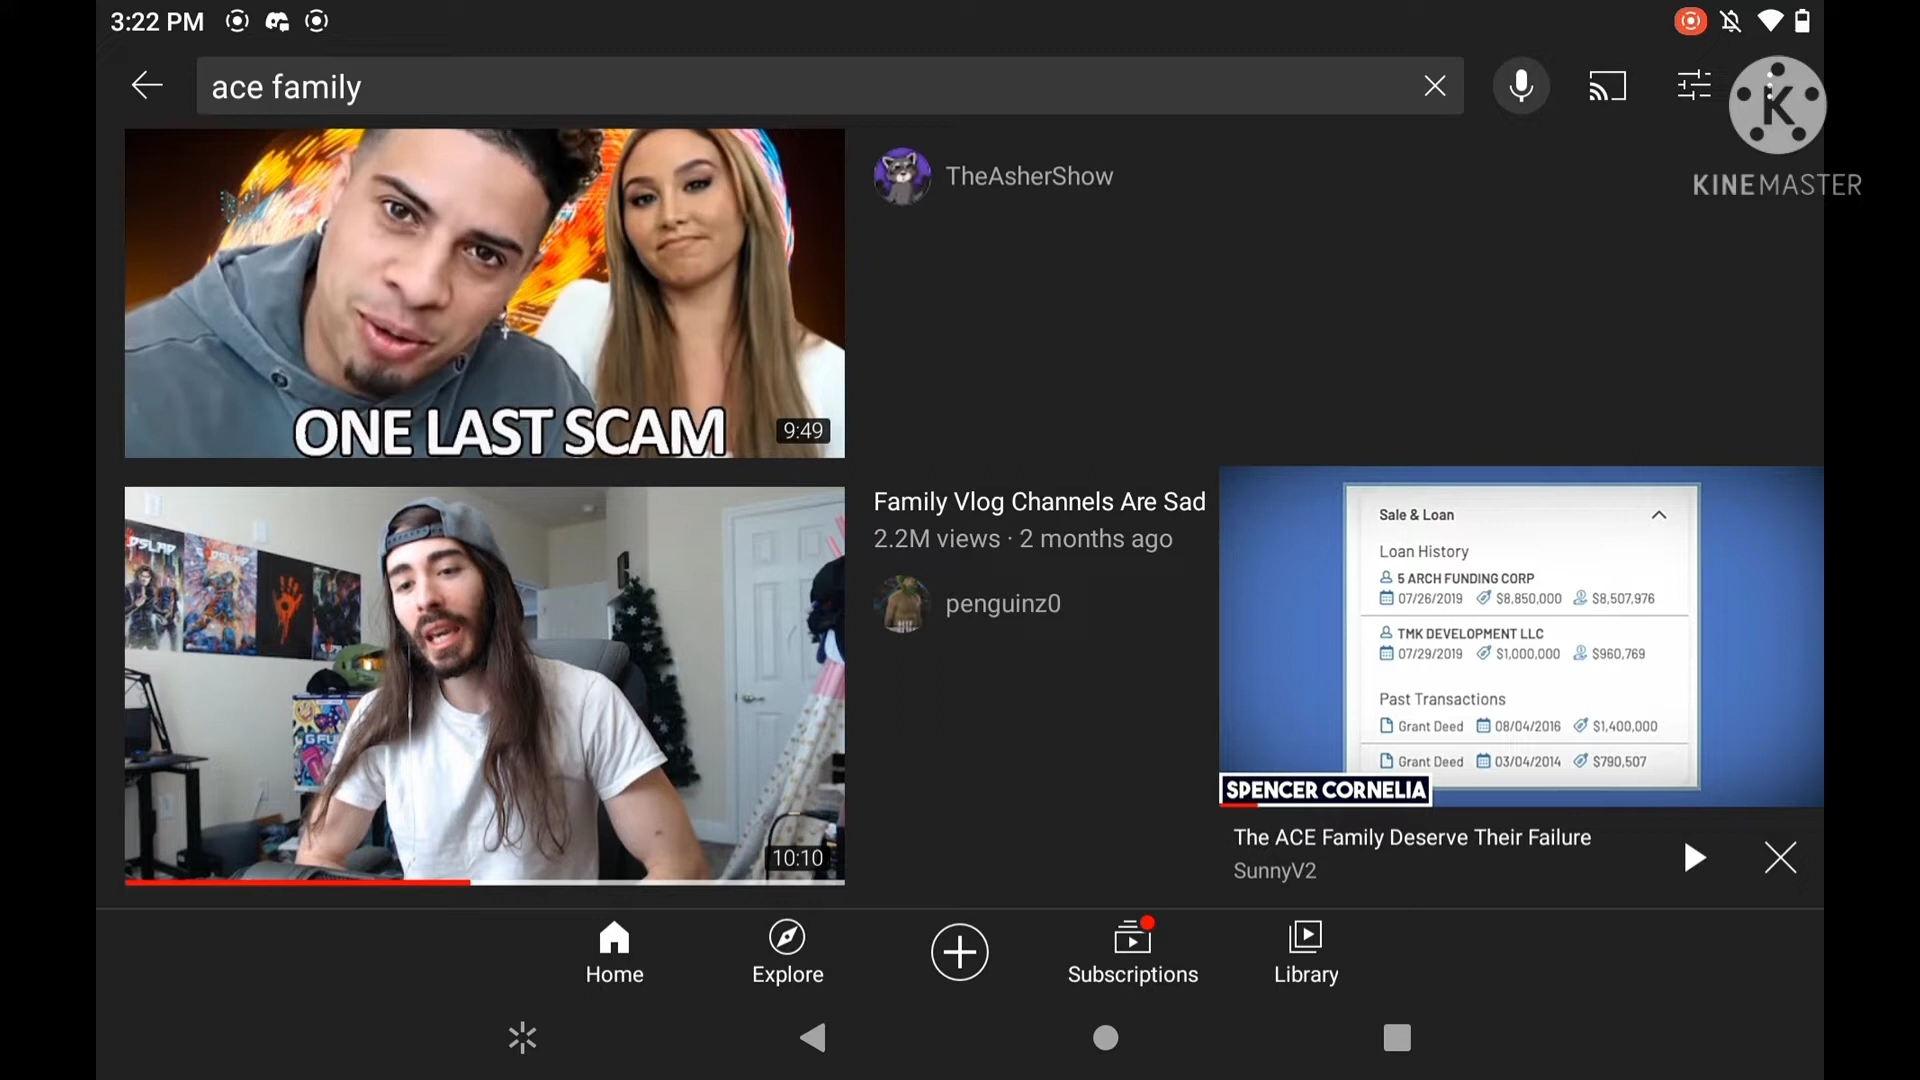 3:22 PM
ace family
KINEMASTER
K
TheAsherShow
ONE LAST SCAM
9:49
Family Vlog Channels Are Sad
2.2M views · 2 months ago
penguinz0
10:10
Sale & Loan
Loan History
5 ARCH FUNDING CORP
07/26/2019 $8,850,000 $8,507,976
TMK DEVELOPMENT LLC
07/29/2019 $1,000,000 $960,769
Past Transactions
Grant Deed 08/04/2016 $1,400,000
Grant Deed 03/04/2014 $790,507
SPENCER CORNELIA
The ACE Family Deserve Their Failure
SunnyV2
Home
Explore
Subscriptions
Library